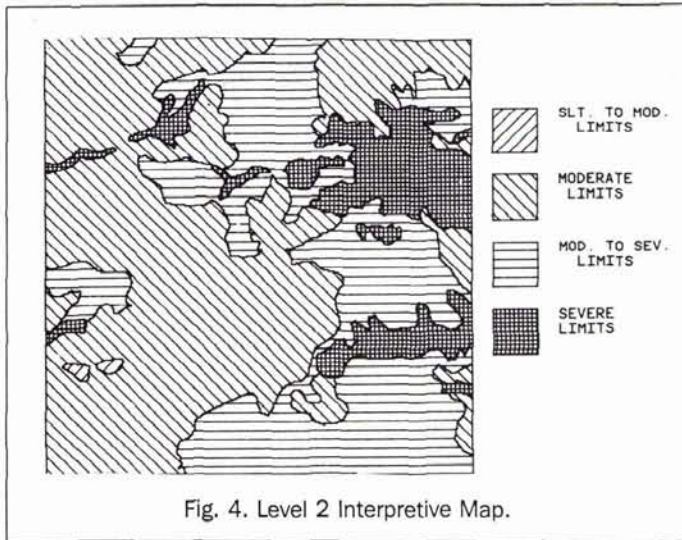 SLT. TO MOD.
LIMITS
MODERATE
LIMITS
MOD. TO SEV.
LIMITS
SEVERE
LIMITS
Fig. 4. Level 2 Interpretive Map.